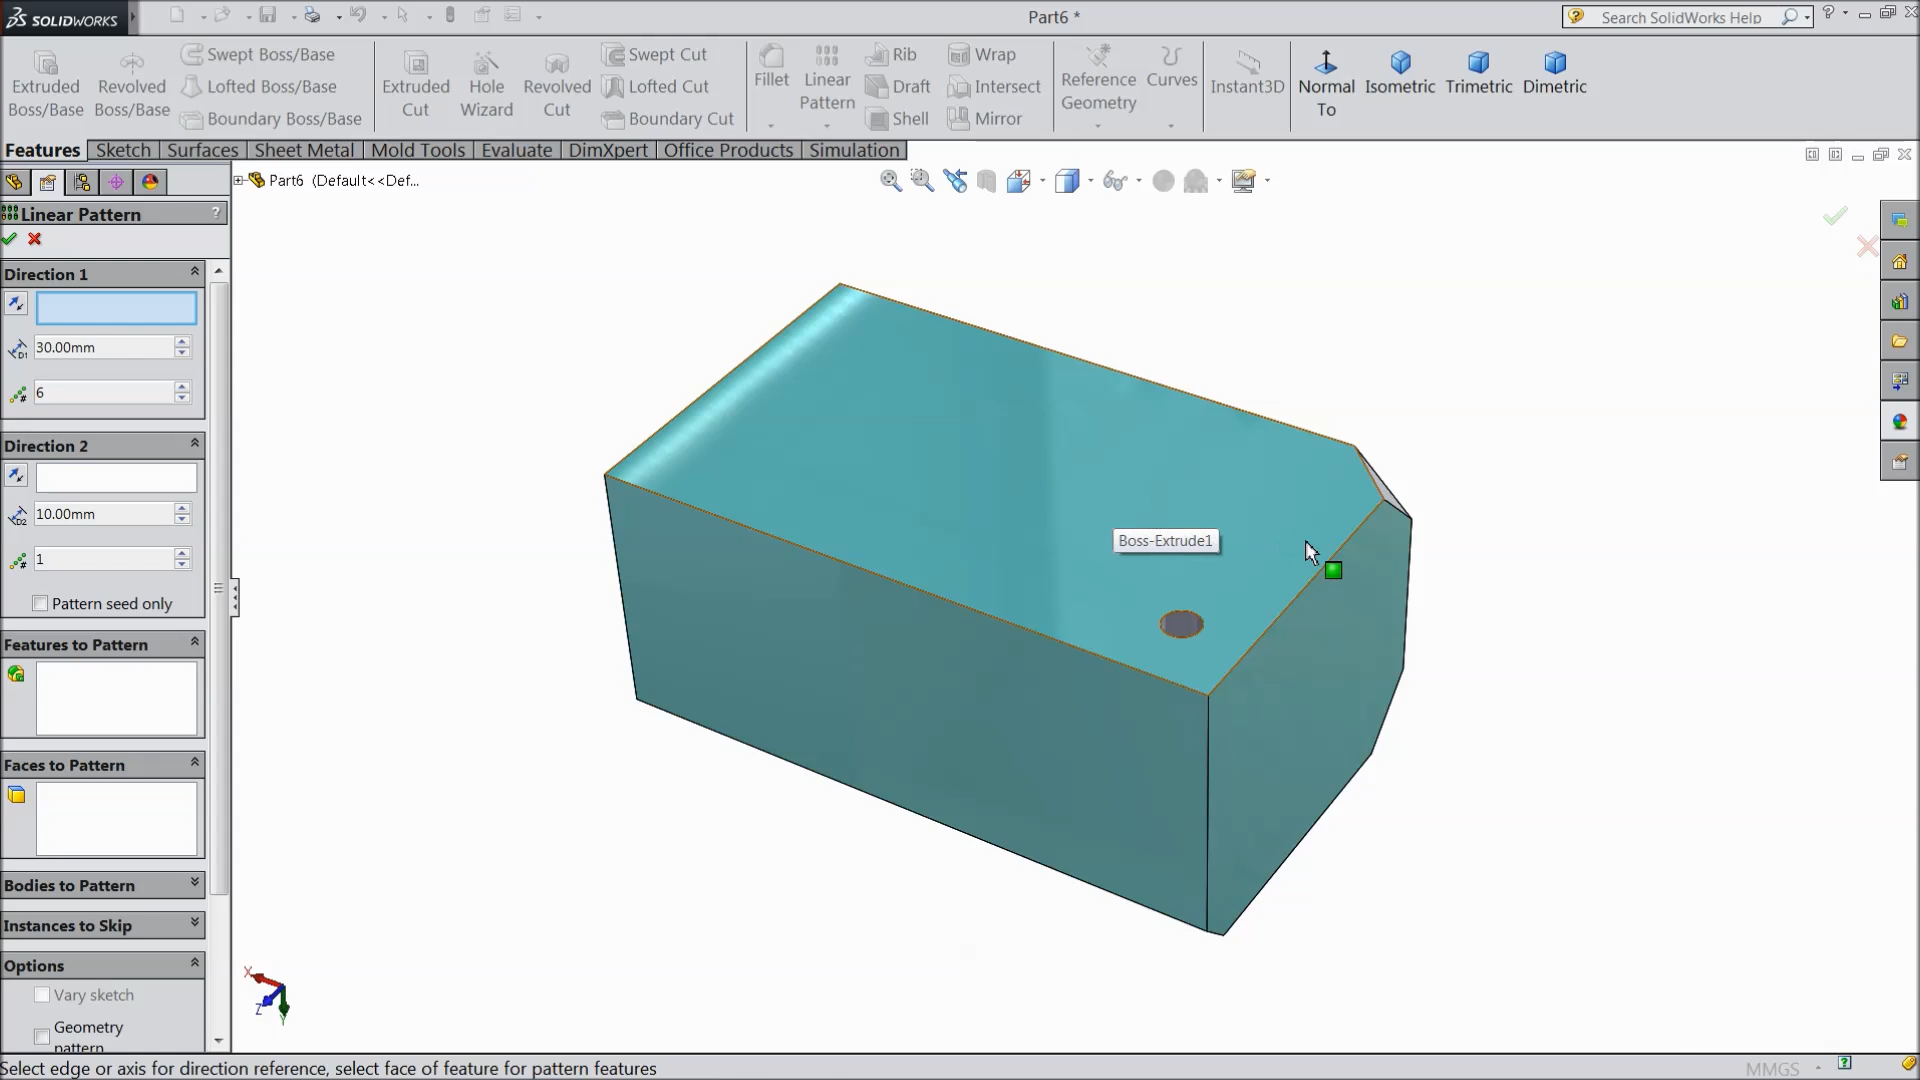 SOLIDWORKS
Part6 *
Search SolidWorks Help
Extruded Boss/Base
Revolved Boss/Base
Swept Boss/Base
Lofted Boss/Base
Boundary Boss/Base
Extruded Cut
Hole Wizard
Revolved Cut
Swept Cut
Lofted Cut
Boundary Cut
Fillet
Linear Pattern
Rib
Draft
Shell
Wrap
Intersect
Mirror
Reference Geometry
Curves
Instant3D
Normal To
Isometric
Trimetric
Dimetric
Features
Sketch
Surfaces
Sheet Metal
Mold Tools
Evaluate
DimXpert
Office Products
Simulation
Part6 (Default<<Def...
Linear Pattern
?
Direction 1
D1
30.00mm
#
6
Direction 2
D2
10.00mm
#
1
Pattern seed only
Features to Pattern
Faces to Pattern
Bodies to Pattern
Instances to Skip
Options
Vary sketch
Geometry pattern
Boss-Extrude1
X
Z
Y
Select edge or axis for direction reference, select face of feature for pattern features
MMGS